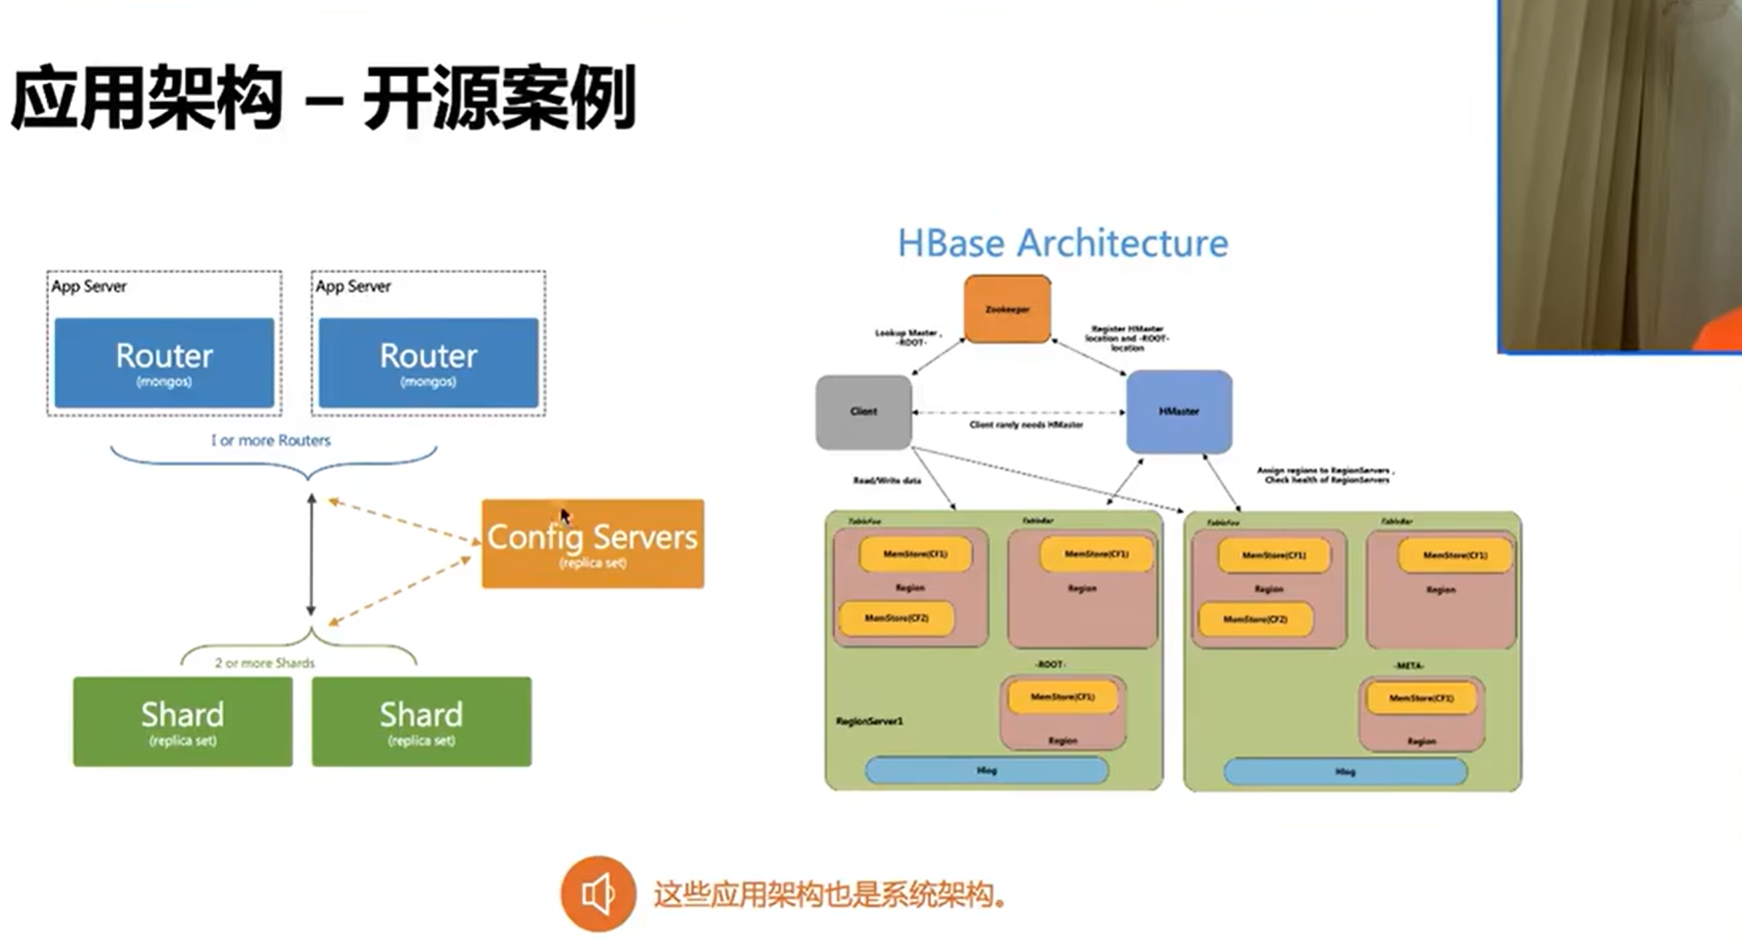 应用架构 – 开源案例
App Server
Router
(mongos)
App Server
Router
(mongos)
1 or more Routers
Config Servers
(replica set)
2 or more Shards
Shard
(replica set)
Shard
(replica set)
HBase Architecture
Zookeeper
Lookup Master ,
-ROOT-
Register HMaster
location and -ROOT-
location
Client
HMaster
Client rarely needs HMaster
Read/Write data
Assign regions to RegionServers ,
Check health of RegionServers
TableFoo
TableBar
MemStore(CF1)
MemStore(CF1)
Region
Region
MemStore(CF2)
-ROOT-
MemStore(CF1)
RegionServer1
Region
Hlog
TableFoo
TableBar
MemStore(CF1)
MemStore(CF1)
Region
Region
MemStore(CF2)
-META-
MemStore(CF1)
Region
Hlog
这些应用架构也是系统架构。